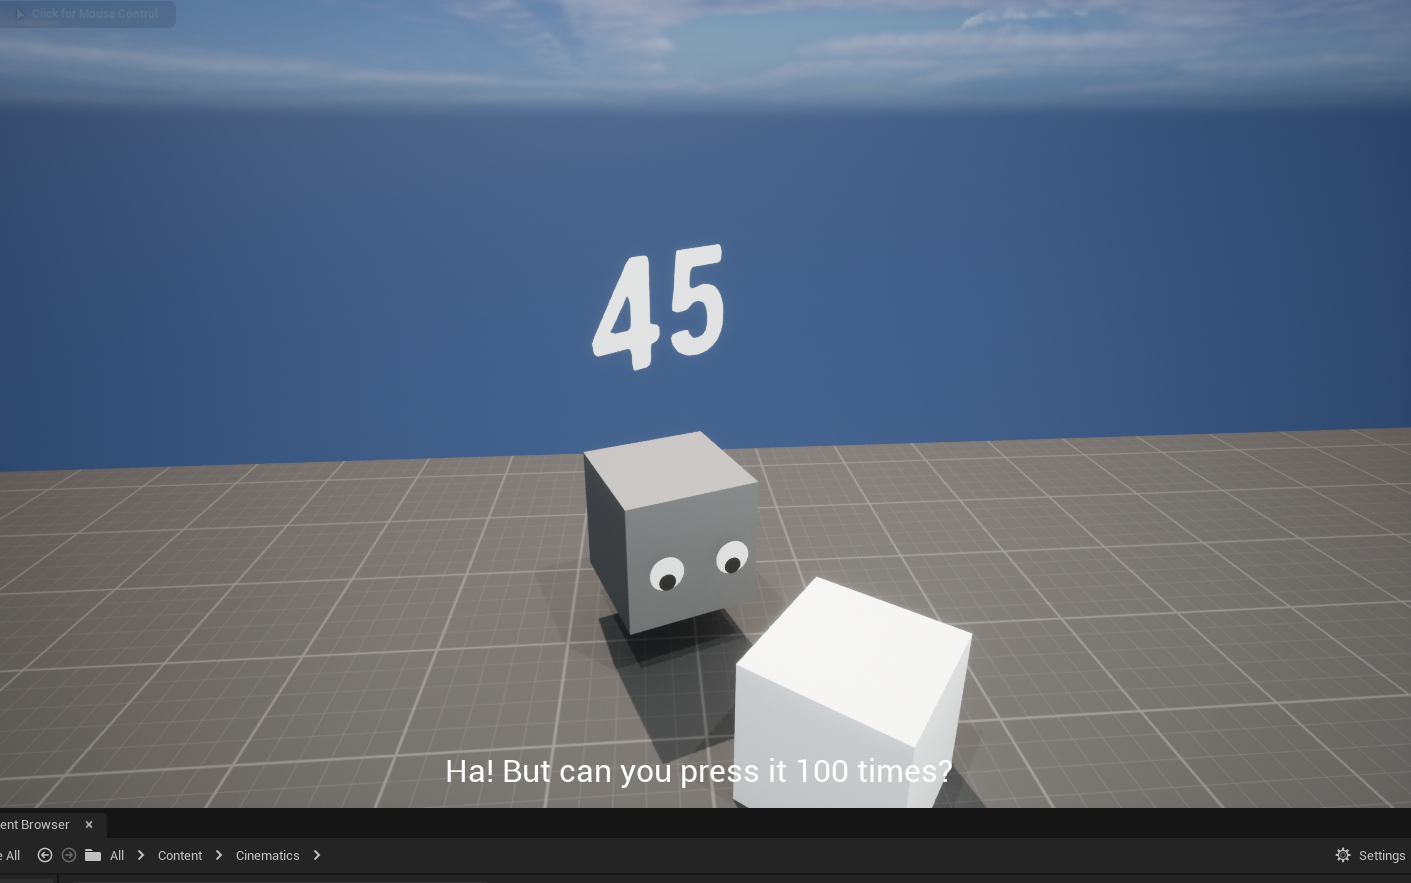 Click for Mouse Control
45
Ha! But can you press it 100 times?
ent Browser
e All
All
Content
Cinematics
Settings